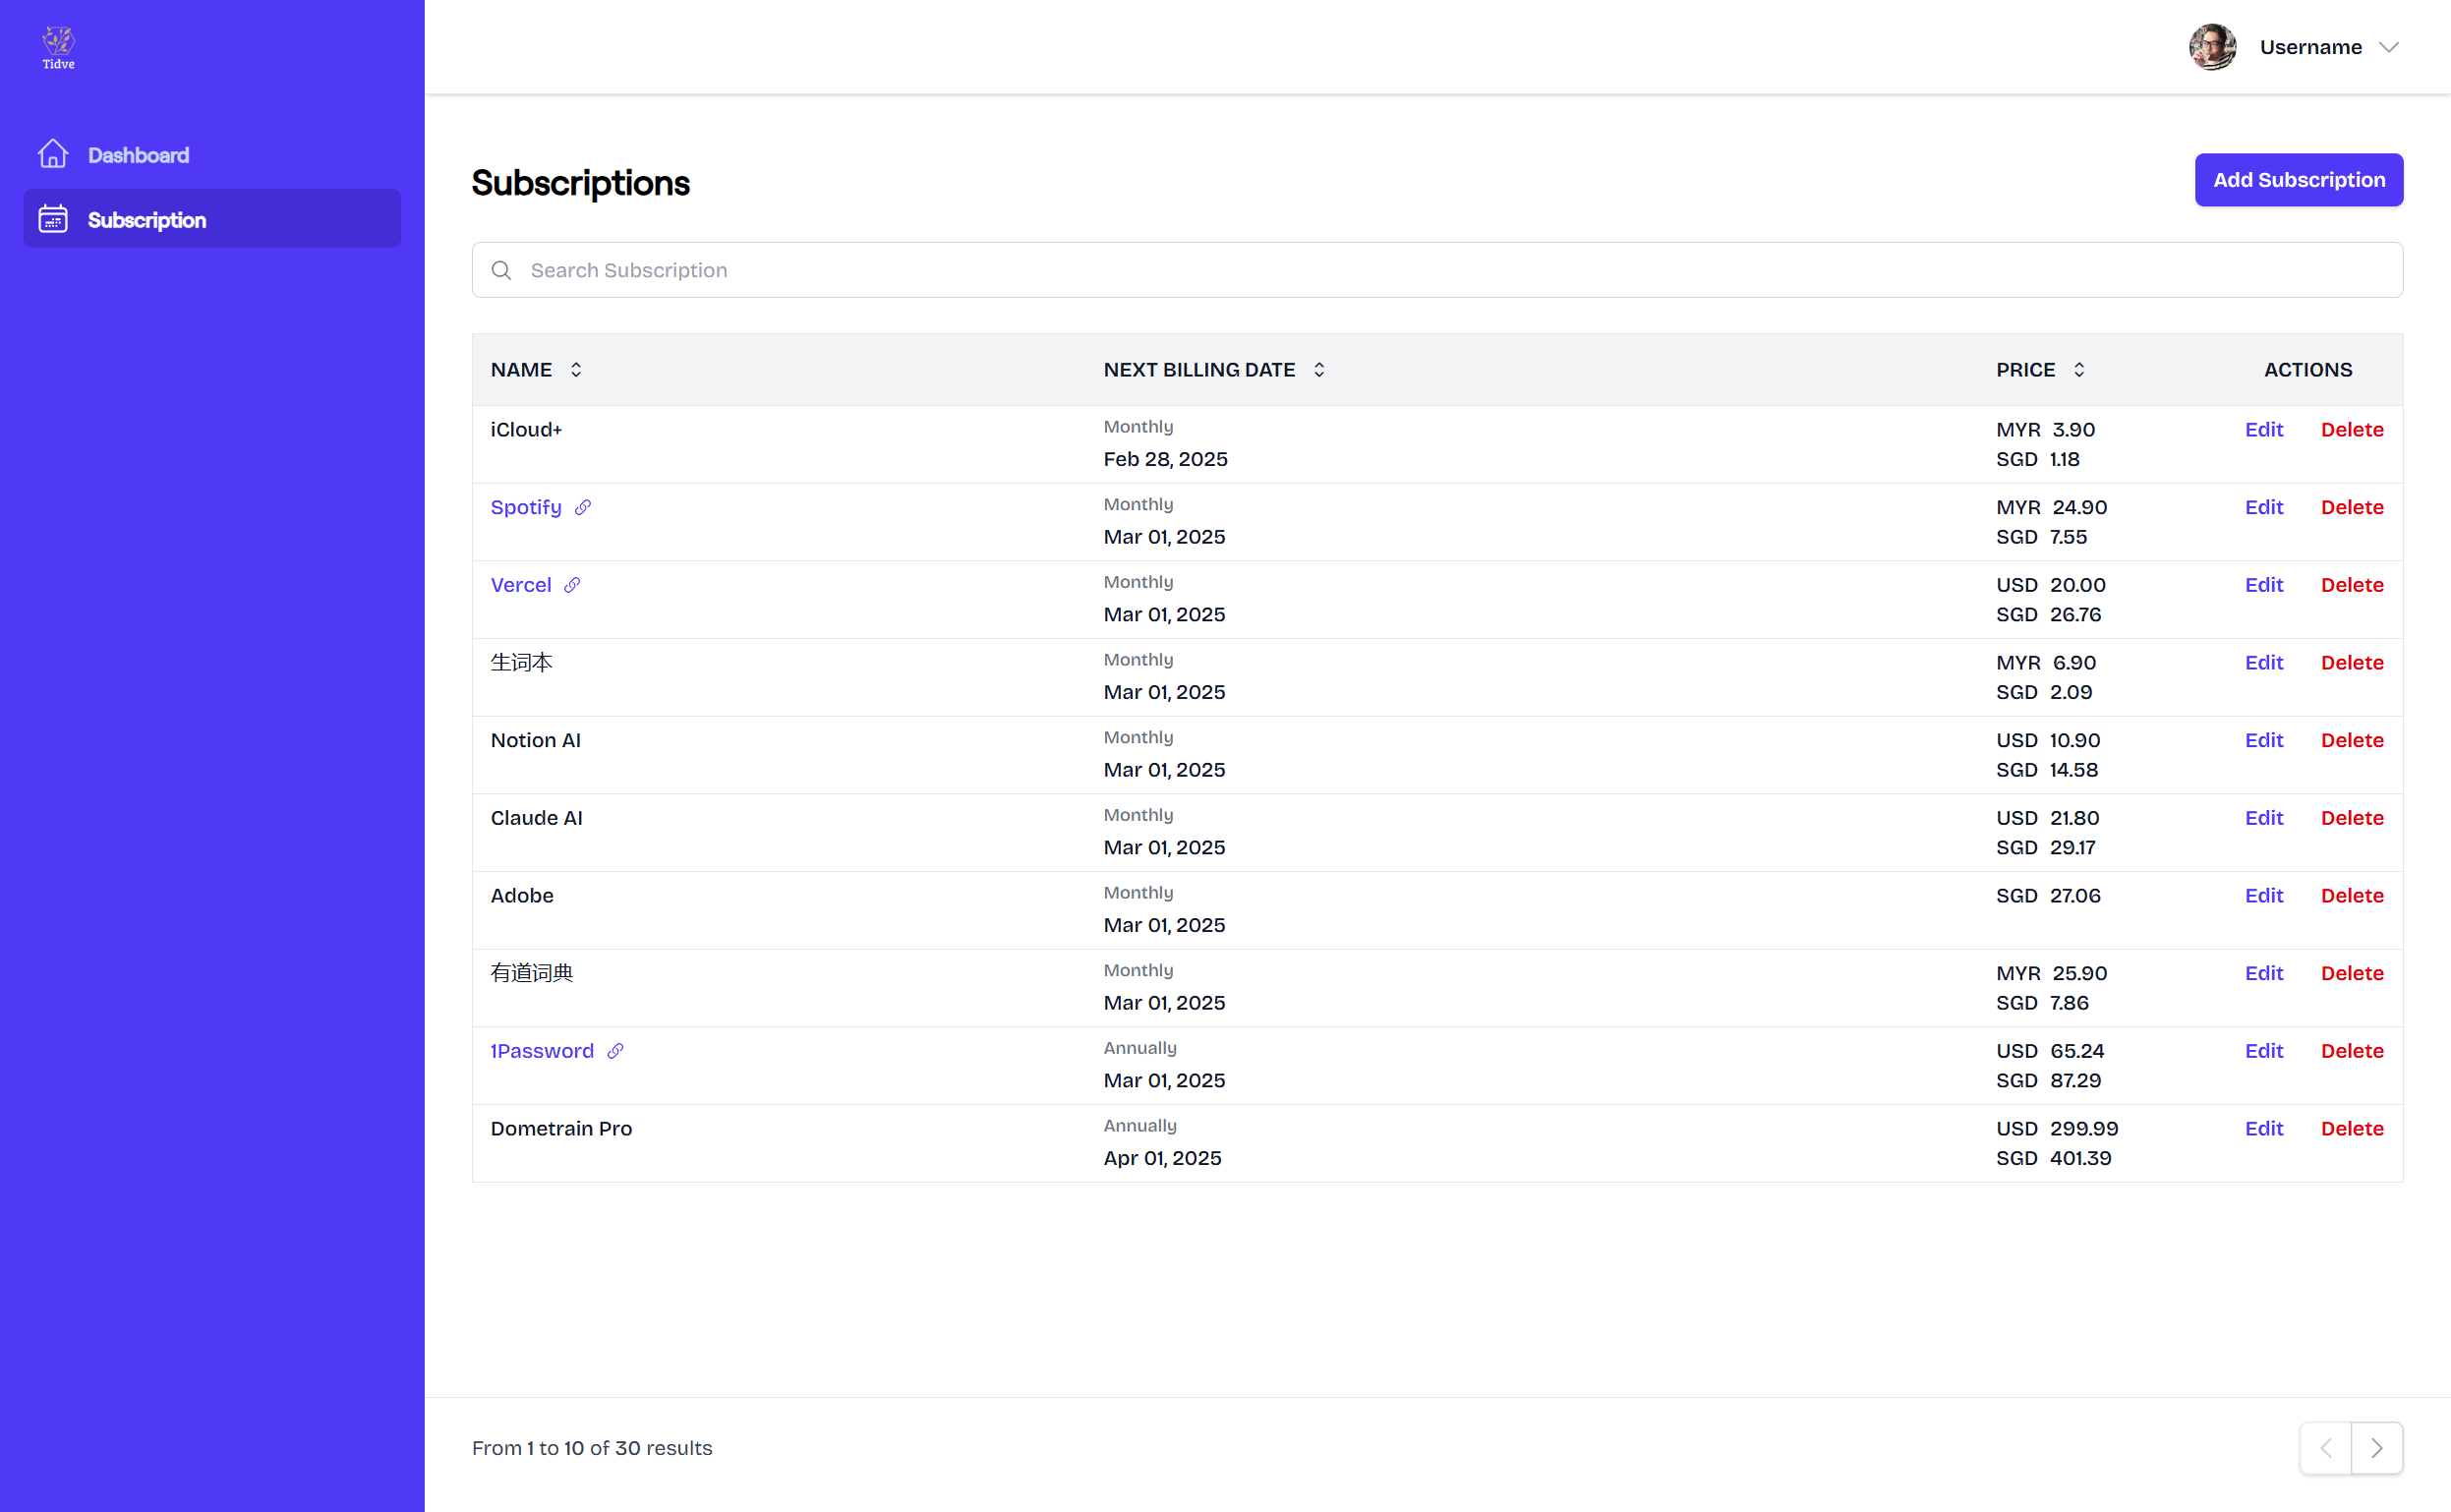 Tidve
Username
Dashboard
Subscription
Subscriptions
Add Subscription
Search Subscription
NAME NEXT BILLING DATE PRICE ACTIONS
iCloud+ Monthly MYR 3.90 Edit Delete
Feb 28, 2025 SGD 1.18
Spotify Monthly MYR 24.90 Edit Delete
Mar 01, 2025 SGD 7.55
Vercel Monthly USD 20.00 Edit Delete
Mar 01, 2025 SGD 26.76
生词本 Monthly MYR 6.90 Edit Delete
Mar 01, 2025 SGD 2.09
Notion AI Monthly USD 10.90 Edit Delete
Mar 01, 2025 SGD 14.58
Claude AI Monthly USD 21.80 Edit Delete
Mar 01, 2025 SGD 29.17
Adobe Monthly SGD 27.06 Edit Delete
Mar 01, 2025
有道词典 Monthly MYR 25.90 Edit Delete
Mar 01, 2025 SGD 7.86
1Password Annually USD 65.24 Edit Delete
Mar 01, 2025 SGD 87.29
Dometrain Pro Annually USD 299.99 Edit Delete
Apr 01, 2025 SGD 401.39
From 1 to 10 of 30 results